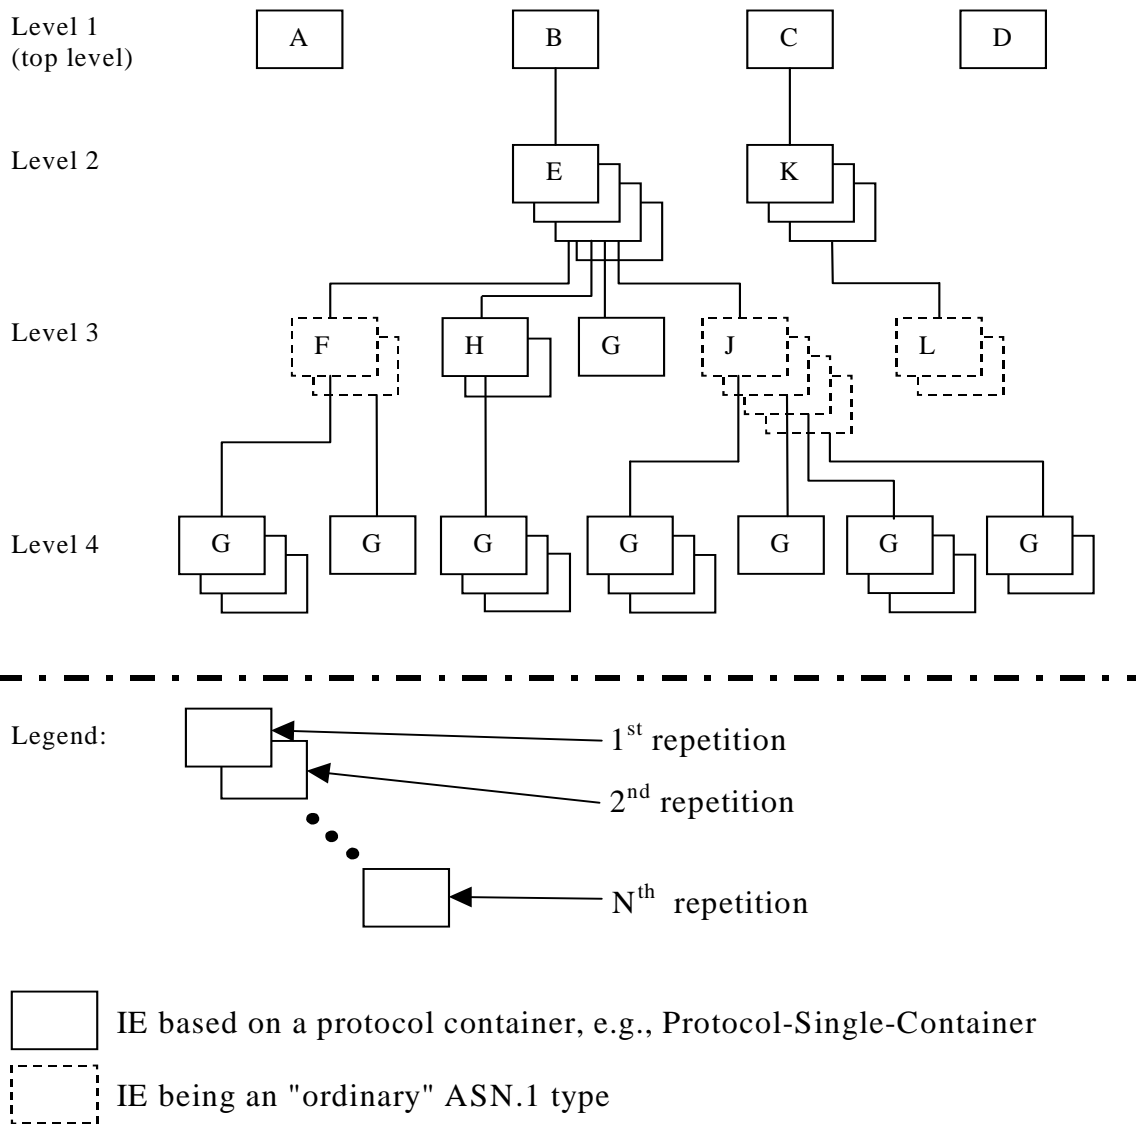 Level 1
(top level)
A
B
C
D
Level 2
E
K
Level 3
F
H
G
J
L
Level 4
G
G
G
G
G
G
G
Legend:
1st repetition
2nd repetition
Nth repetition
IE based on a protocol container, e.g., Protocol-Single-Container
IE being an "ordinary" ASN.1 type